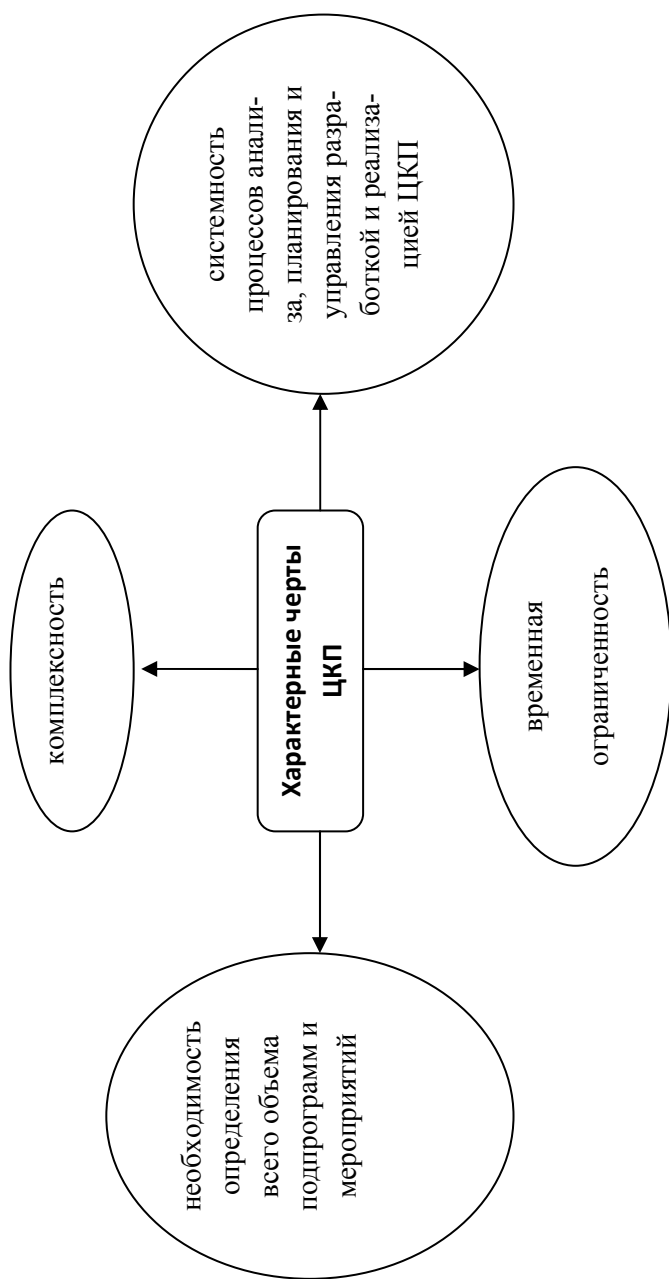 комплексность
необходимость
определения
всего объема
подпрограмм и
мероприятий
Характерные черты
ЦКП
системность
процессов анали-
за, планирования и
управления разра-
боткой и реализа-
цией ЦКП
временная
ограниченность